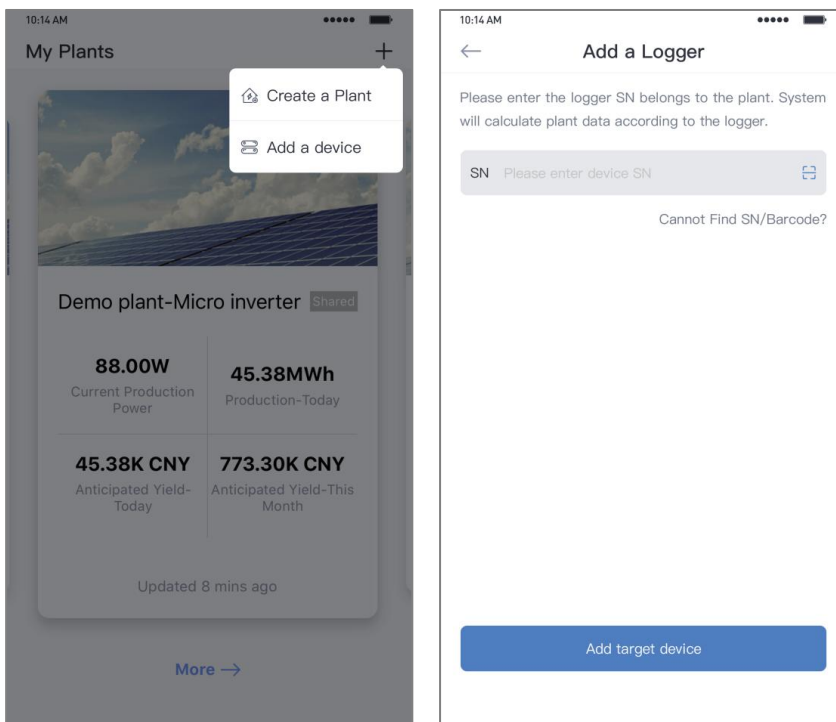 10:14 AM
My Plants
Create a Plant
Add a device
Demo plant-Micro inverter Shared
88.00W
Current Production
Power
45.38MWh
Production-Today
45.38K CNY
Anticipated Yield-
Today
773.30K CNY
Anticipated Yield-This
Month
Updated 8 mins ago
More →
10:14 AM
Add a Logger
Please enter the logger SN belongs to the plant. System
will calculate plant data according to the logger.
SN Please enter device SN
Cannot Find SN/Barcode?
Add target device